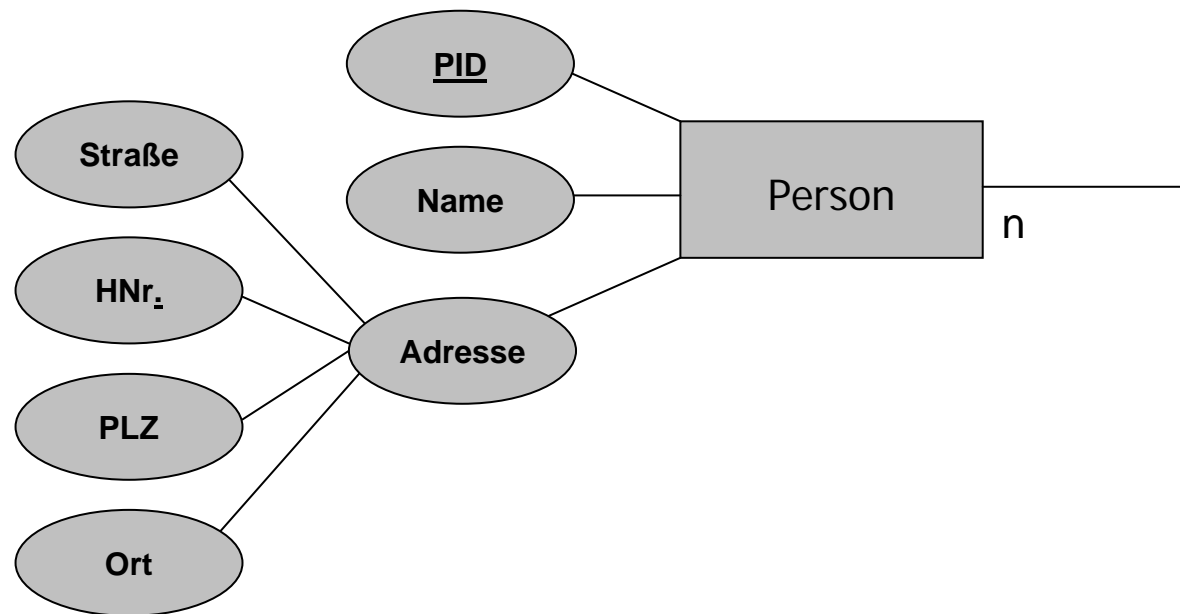 PID
Straße
Name
Person
n
HNr.
Adresse
PLZ
Ort